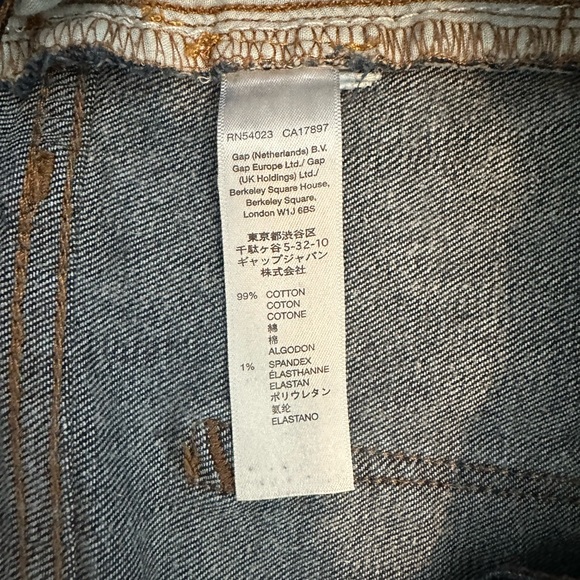 RN54023 CA17897
Gap (Netherlands) B.V.
Gap Europe Ltd./ Gap
(UK Holdings) Ltd./
Berkeley Square House,
Berkeley Square,
London W1J 6BS
東京都渋谷区
千駄ヶ谷5-32-10
ギャップジャパン
株式会社
99% COTTON
COTON
COTONE
綿
棉
ALGODON
1% SPANDEX
ÉLASTHANNE
ELASTAN
ポリウレタン
氨纶
ELASTANO